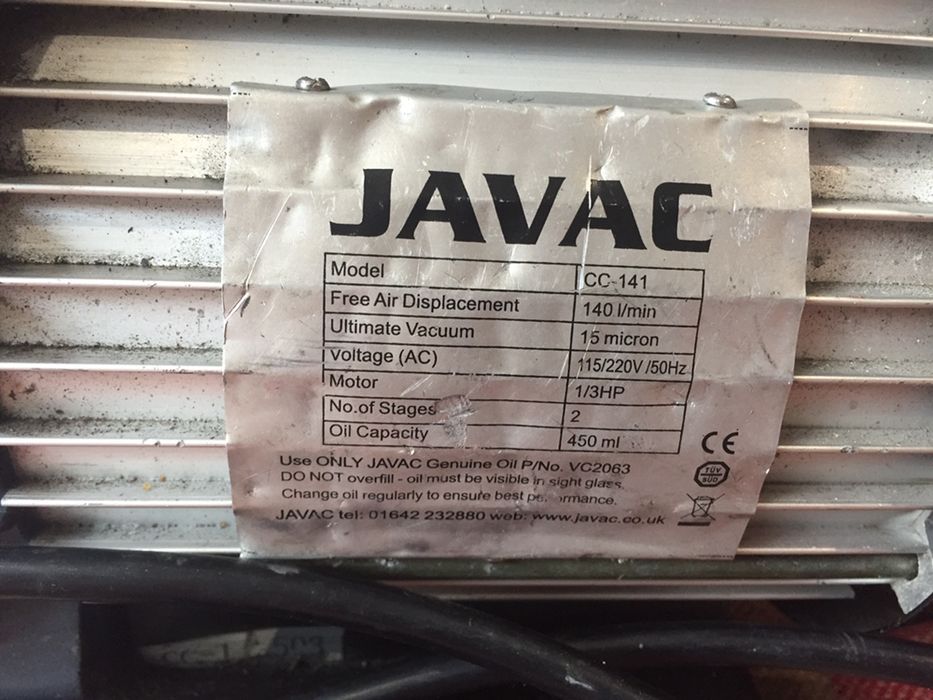 JAVAC
Model CC-141
Free Air Displacement 140 l/min
Ultimate Vacuum 15 micron
Voltage (AC) 115/220V /50Hz
Motor 1/3HP
No.of Stages 2
Oil Capacity 450 ml
CE
Use ONLY JAVAC Genuine Oil P/No. VC2063
TÜV
SÜD
DO NOT overfill - oil must be visible in sight glass.
Change oil regularly to ensure best performance.
JAVAC tel: 01642 232880 web: www.javac.co.uk